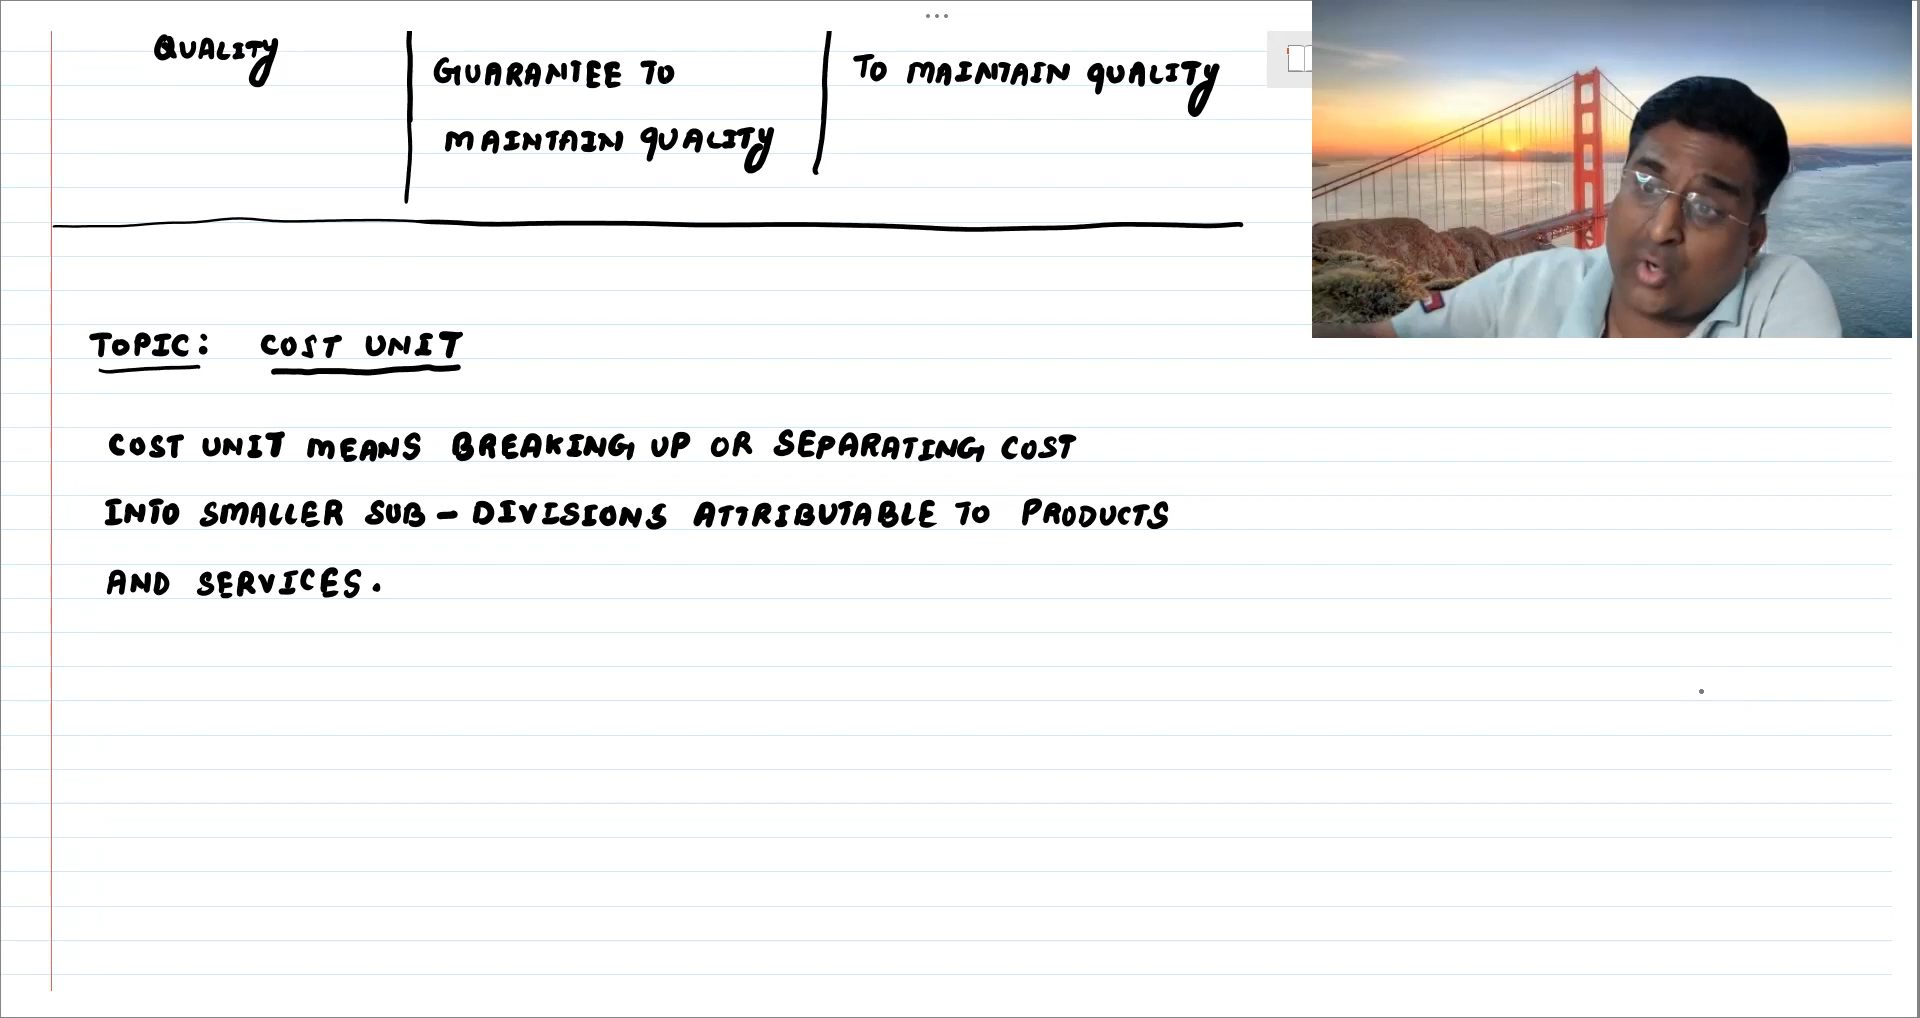 QUALITY
GUARANTEE TO
MAINTAIN QUALITY
TO MAINTAIN QUALITY
TOPIC: COST UNIT
COST UNIT MEANS BREAKING UP OR SEPARATING COST
INTO SMALLER SUB-DIVISIONS ATTRIBUTABLE TO PRODUCTS
AND SERVICES.